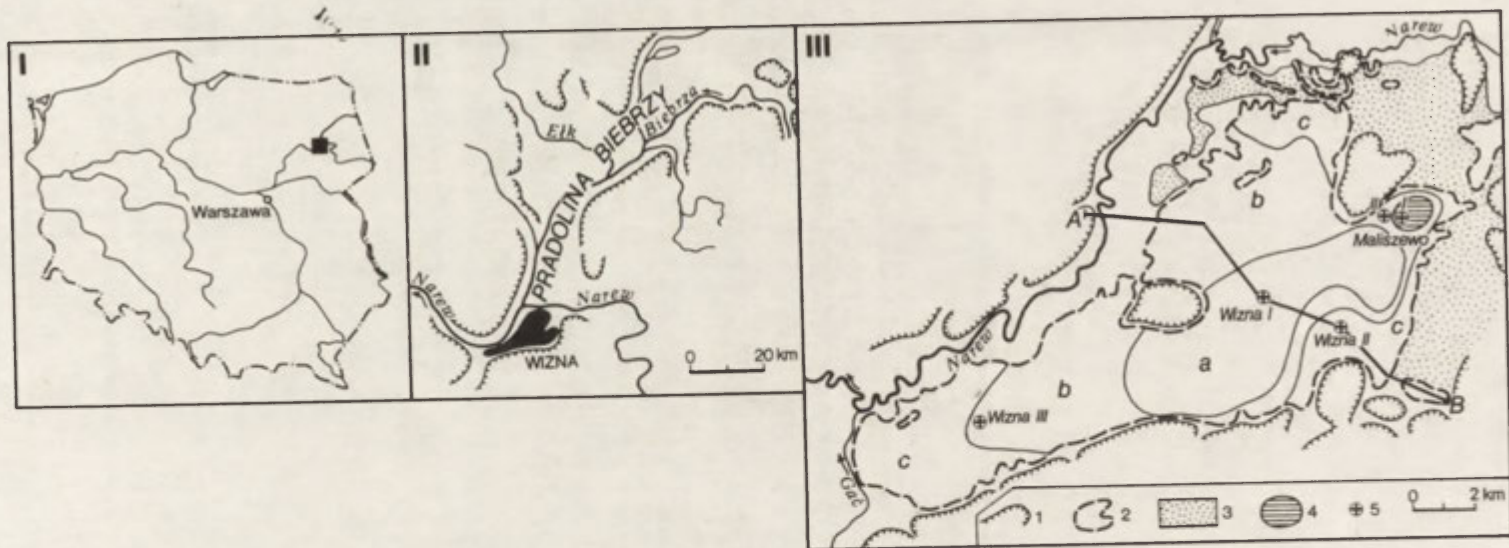 I
Warszawa
II
PRADOLINA BIEBRZY
Ełk
Biebrza
Narew
Narew
WIZNA
0 20 km
III
Narew
c
b
A
III
Maliszewo
Wizna I
Wizna II
c
a
B
Narew
b
Wizna III
c
Gać
1 2 3 4 5
0 2 km